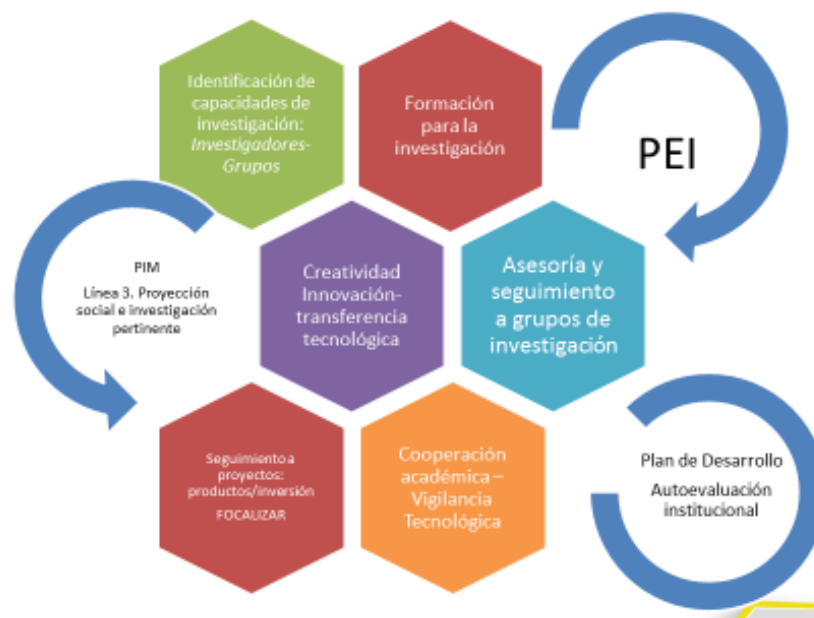 Identificación de
capacidades de
investigación:
Investigadores-
Grupos
Formación
para la
investigación
PEI
PIM
Línea 3. Proyección
social e investigación
pertinente
Creatividad
Innovación-
transferencia
tecnológica
Asesoría y
seguimiento
a grupos de
investigación
Seguimiento a
proyectos:
productos/inversión
FOCALIZAR
Cooperación
académica –
Vigilancia
Tecnológica
Plan de Desarrollo
Autoevaluación
institucional